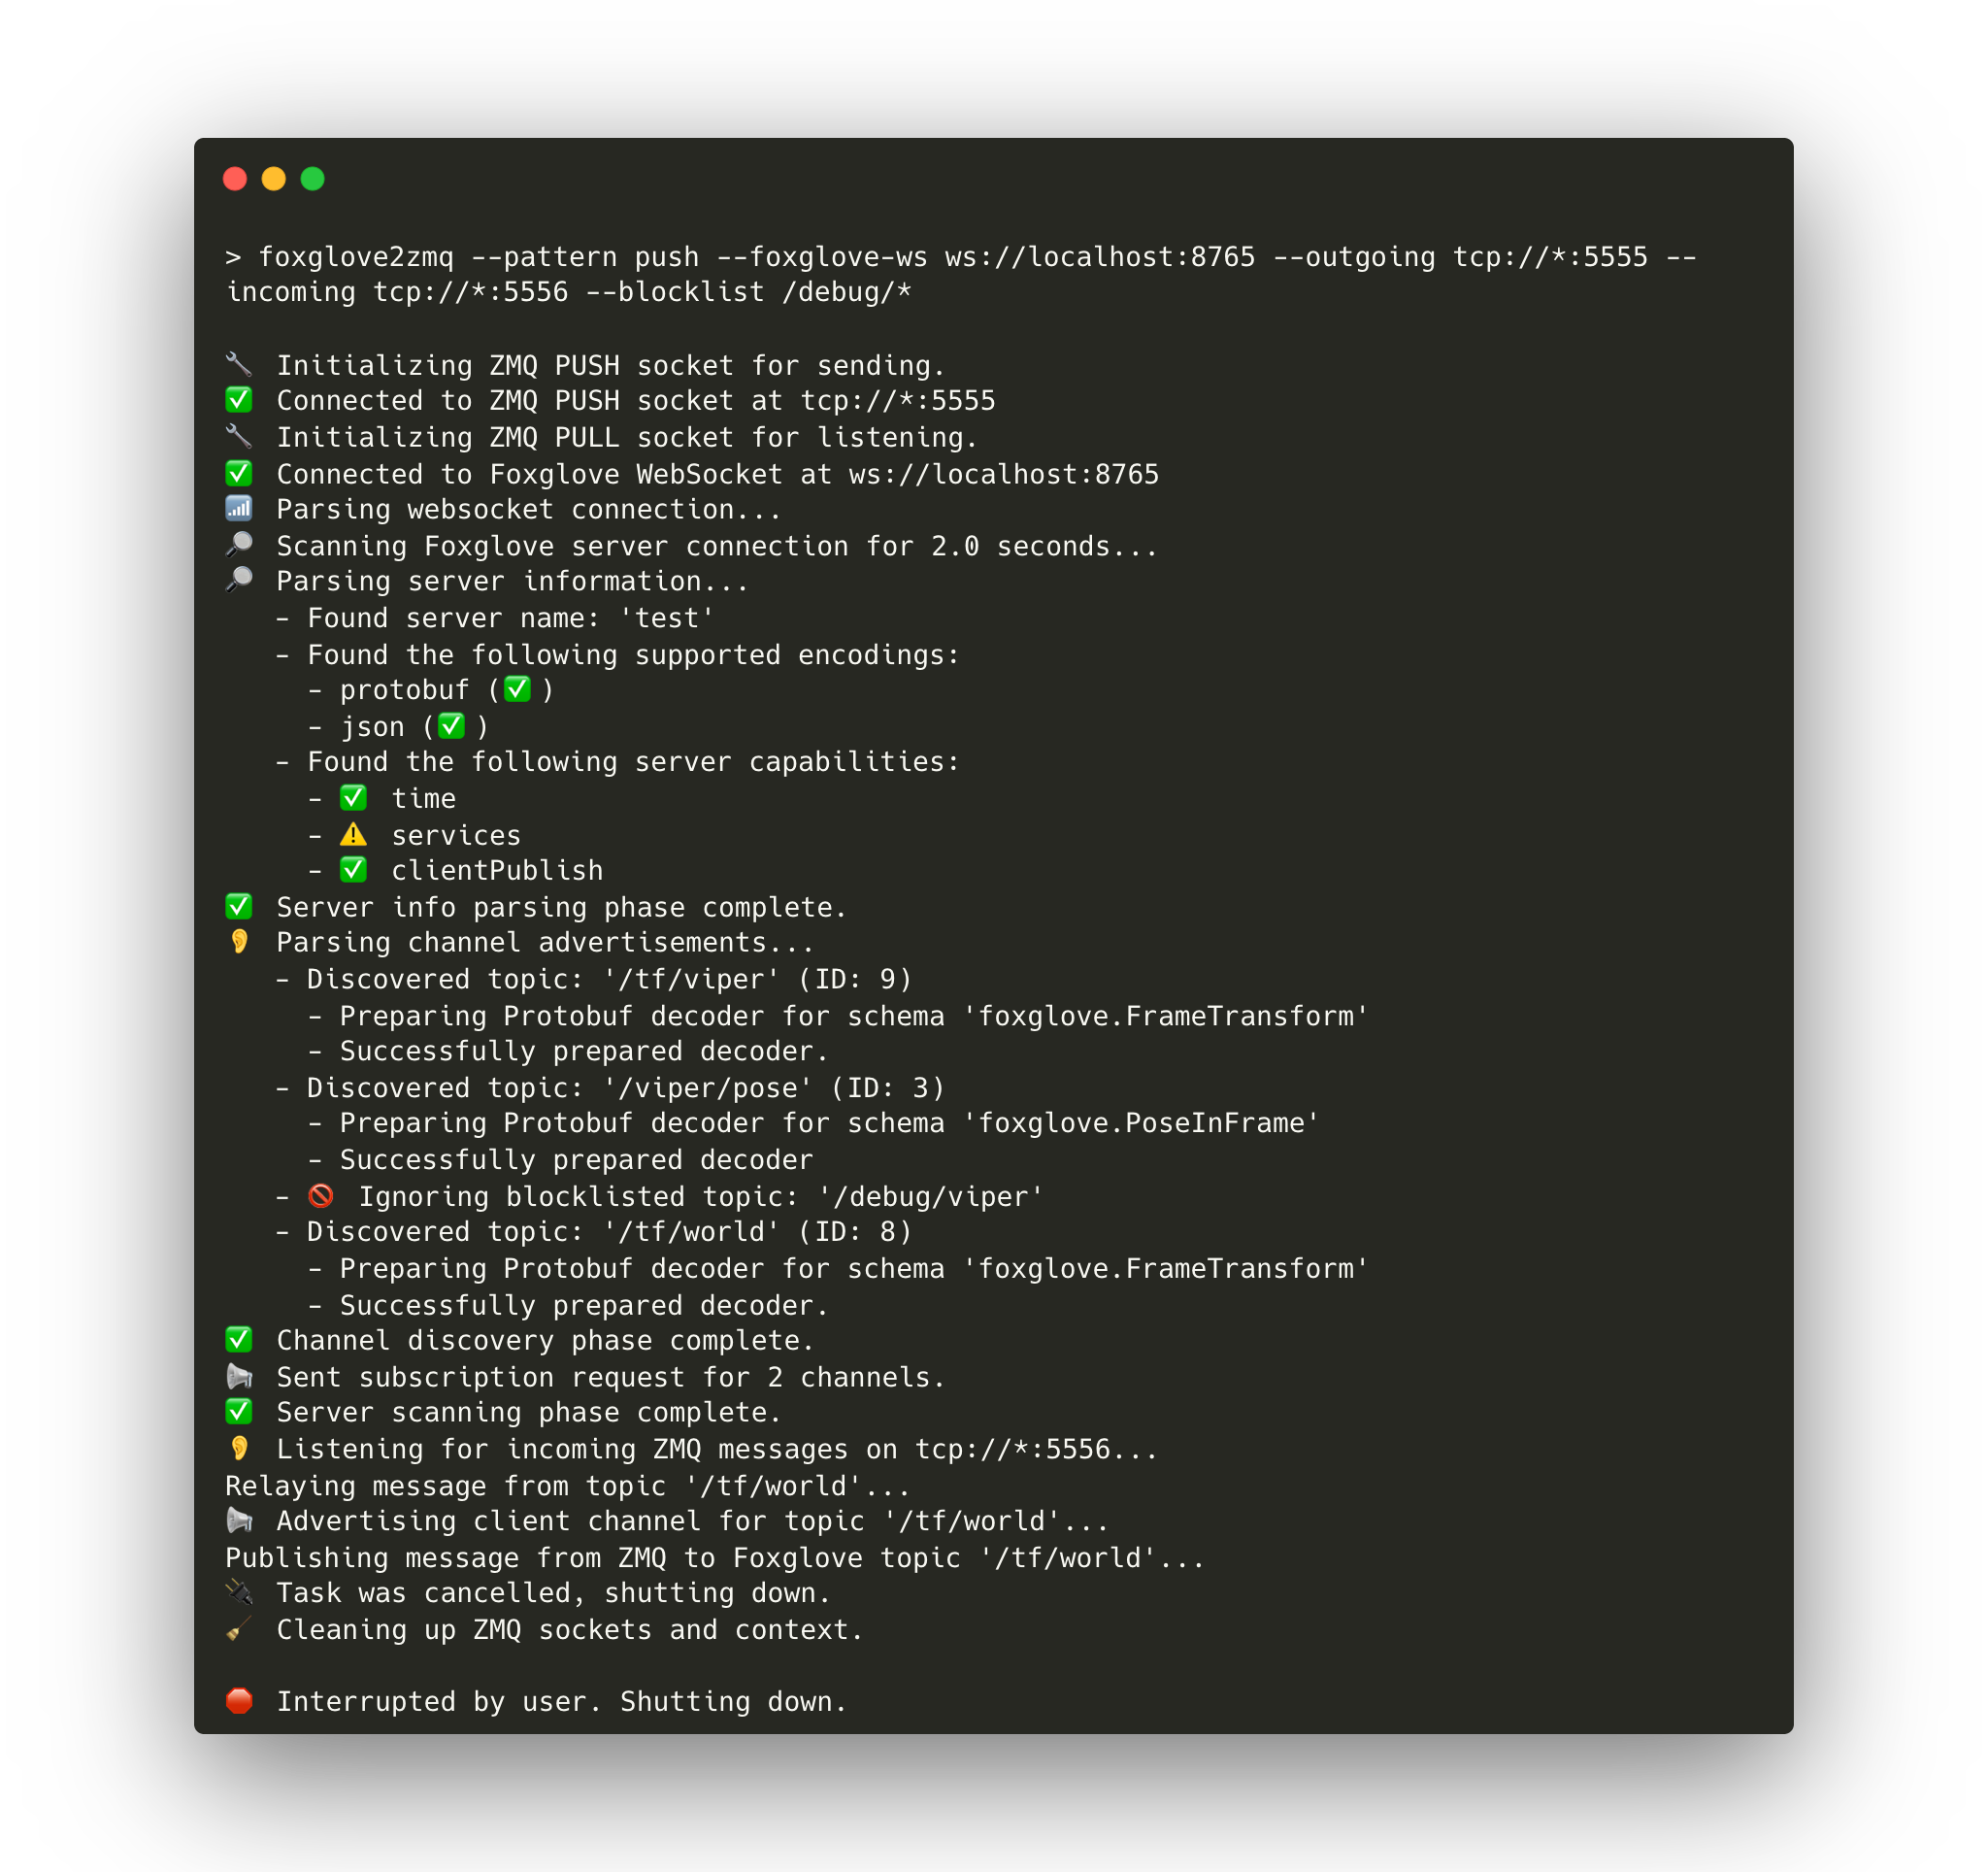 > foxglove2zmq --pattern push --foxglove-ws ws://localhost:8765 --outgoing tcp://*:5555 --
incoming tcp://*:5556 --blocklist /debug/*
🔧 Initializing ZMQ PUSH socket for sending.
✅ Connected to ZMQ PUSH socket at tcp://*:5555
🔧 Initializing ZMQ PULL socket for listening.
✅ Connected to Foxglove WebSocket at ws://localhost:8765
📶 Parsing websocket connection...
🔎 Scanning Foxglove server connection for 2.0 seconds...
🔎 Parsing server information...
- Found server name: 'test'
- Found the following supported encodings:
- protobuf (✅ )
- json (✅ )
- Found the following server capabilities:
- ✅ time
- ⚠️ services
- ✅ clientPublish
✅ Server info parsing phase complete.
👂 Parsing channel advertisements...
- Discovered topic: '/tf/viper' (ID: 9)
- Preparing Protobuf decoder for schema 'foxglove.FrameTransform'
- Successfully prepared decoder.
- Discovered topic: '/viper/pose' (ID: 3)
- Preparing Protobuf decoder for schema 'foxglove.PoseInFrame'
- Successfully prepared decoder
- 🚫 Ignoring blocklisted topic: '/debug/viper'
- Discovered topic: '/tf/world' (ID: 8)
- Preparing Protobuf decoder for schema 'foxglove.FrameTransform'
- Successfully prepared decoder.
✅ Channel discovery phase complete.
📢 Sent subscription request for 2 channels.
✅ Server scanning phase complete.
👂 Listening for incoming ZMQ messages on tcp://*:5556...
Relaying message from topic '/tf/world'...
📢 Advertising client channel for topic '/tf/world'...
Publishing message from ZMQ to Foxglove topic '/tf/world'...
🔌 Task was cancelled, shutting down.
🧹 Cleaning up ZMQ sockets and context.
🛑 Interrupted by user. Shutting down.